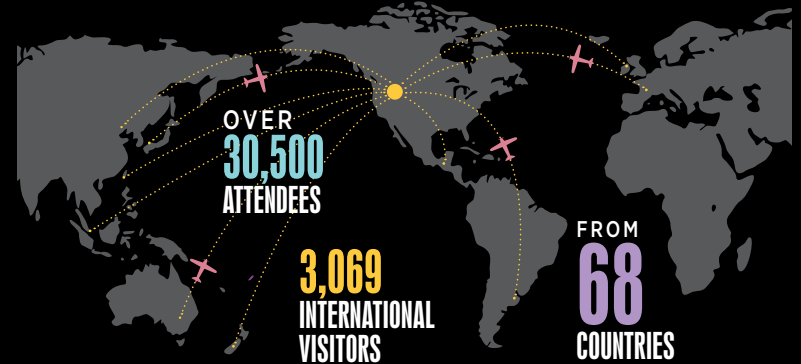 OVER
30,500
ATTENDEES
3,069
INTERNATIONAL
VISITORS
FROM
68
COUNTRIES